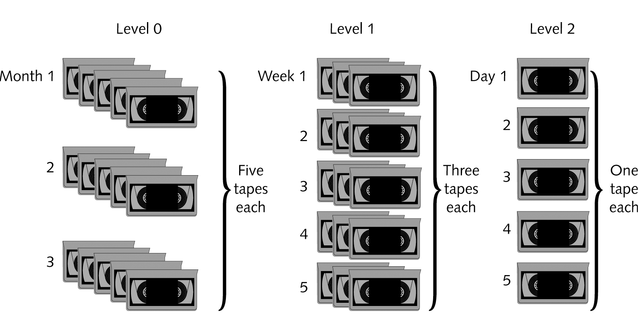 Level 0
Level 1
Level 2
Month 1
2
3
Five
tapes
each
Week 1
2
3
4
5
Three
tapes
each
Day 1
2
3
4
5
One
tape
each